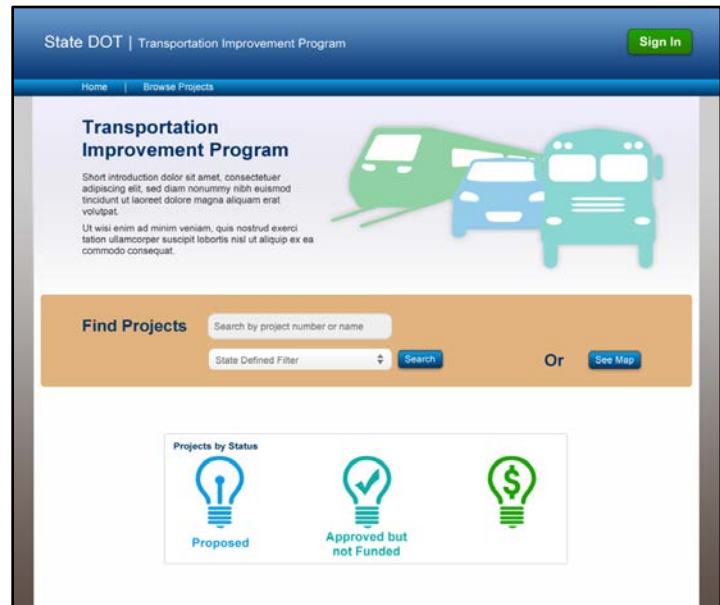 State DOT | Transportation Improvement Program
Sign In
Home | Browse Projects
Transportation
Improvement Program
Short introduction dolor sit amet, consectetuer
adipiscing elit, sed diam nonummy nibh euismod
tincidunt ut laoreet dolore magna aliquam erat
volutpat.
Ut wisi enim ad minim veniam, quis nostrud exerci
tation ullamcorper suscipit lobortis nisl ut aliquip ex ea
commodo consequat.
Find Projects
Search by project number or name
State Defined Filter
Search
Or
See Map
Projects by Status
$
Proposed
Approved but
not Funded